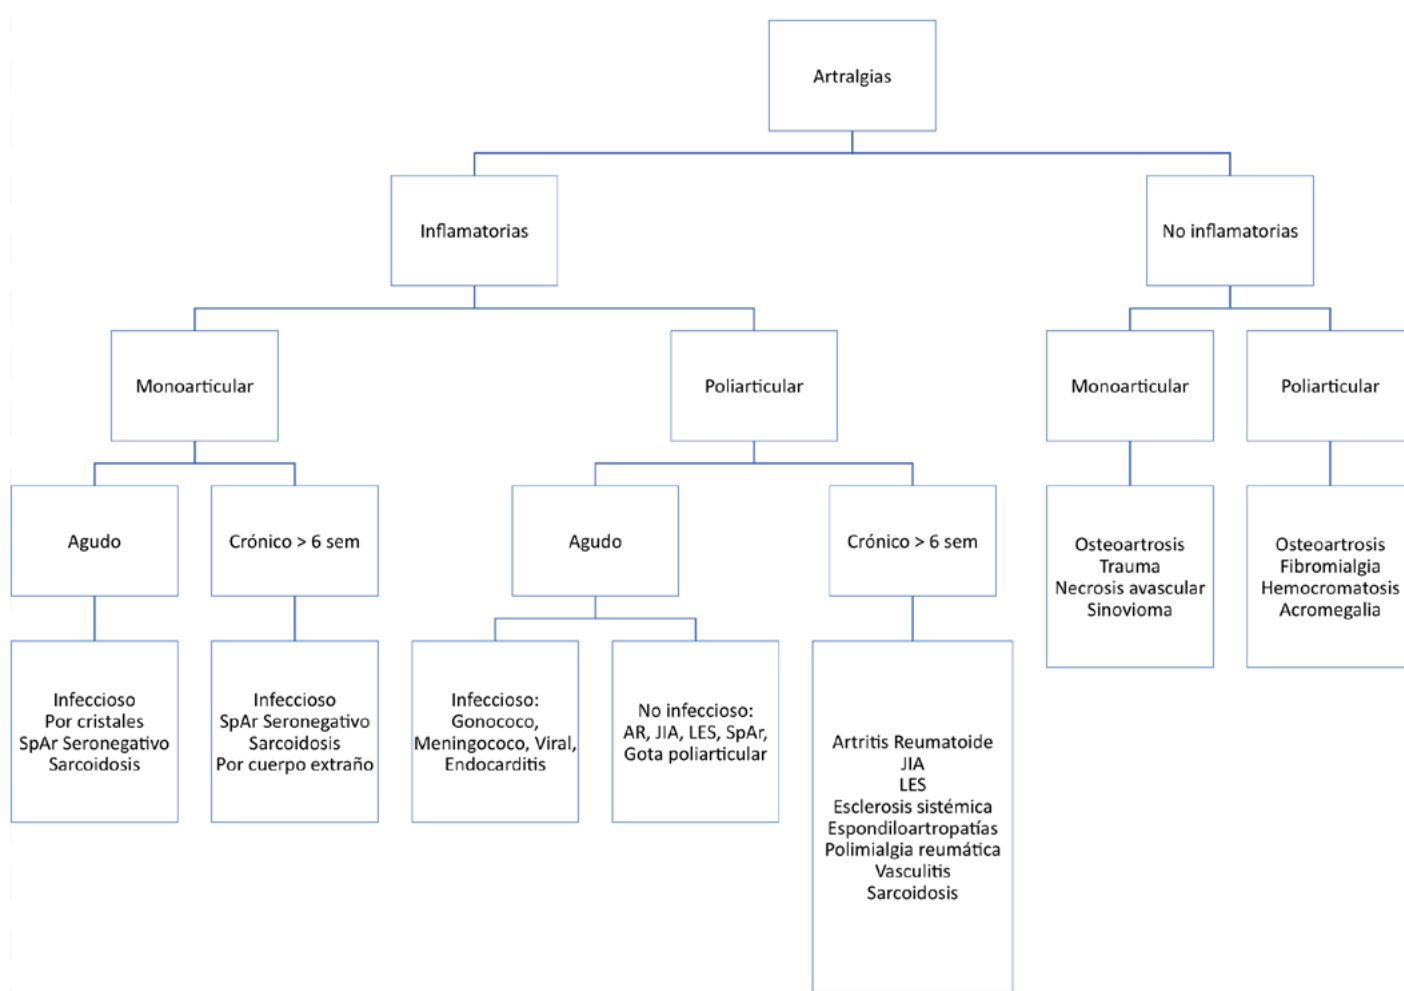 Artralgias
Inflamatorias
No inflamatorias
Monoarticular
Poliarticular
Monoarticular
Poliarticular
Agudo
Crónico > 6 sem
Agudo
Crónico > 6 sem
Osteoartrosis
Trauma
Necrosis avascular
Sinovioma
Osteoartrosis
Fibromialgia
Hemocromatosis
Acromegalia
Infeccioso
Por cristales
SpAr Seronegativo
Sarcoidosis
Infeccioso
SpAr Seronegativo
Sarcoidosis
Por cuerpo extraño
Infeccioso:
Gonococo,
Meningococo, Viral,
Endocarditis
No infeccioso:
AR, JIA, LES, SpAr,
Gota poliarticular
Artritis Reumatoide
JIA
LES
Esclerosis sistémica
Espondiloartropatías
Polimialgia reumática
Vasculitis
Sarcoidosis